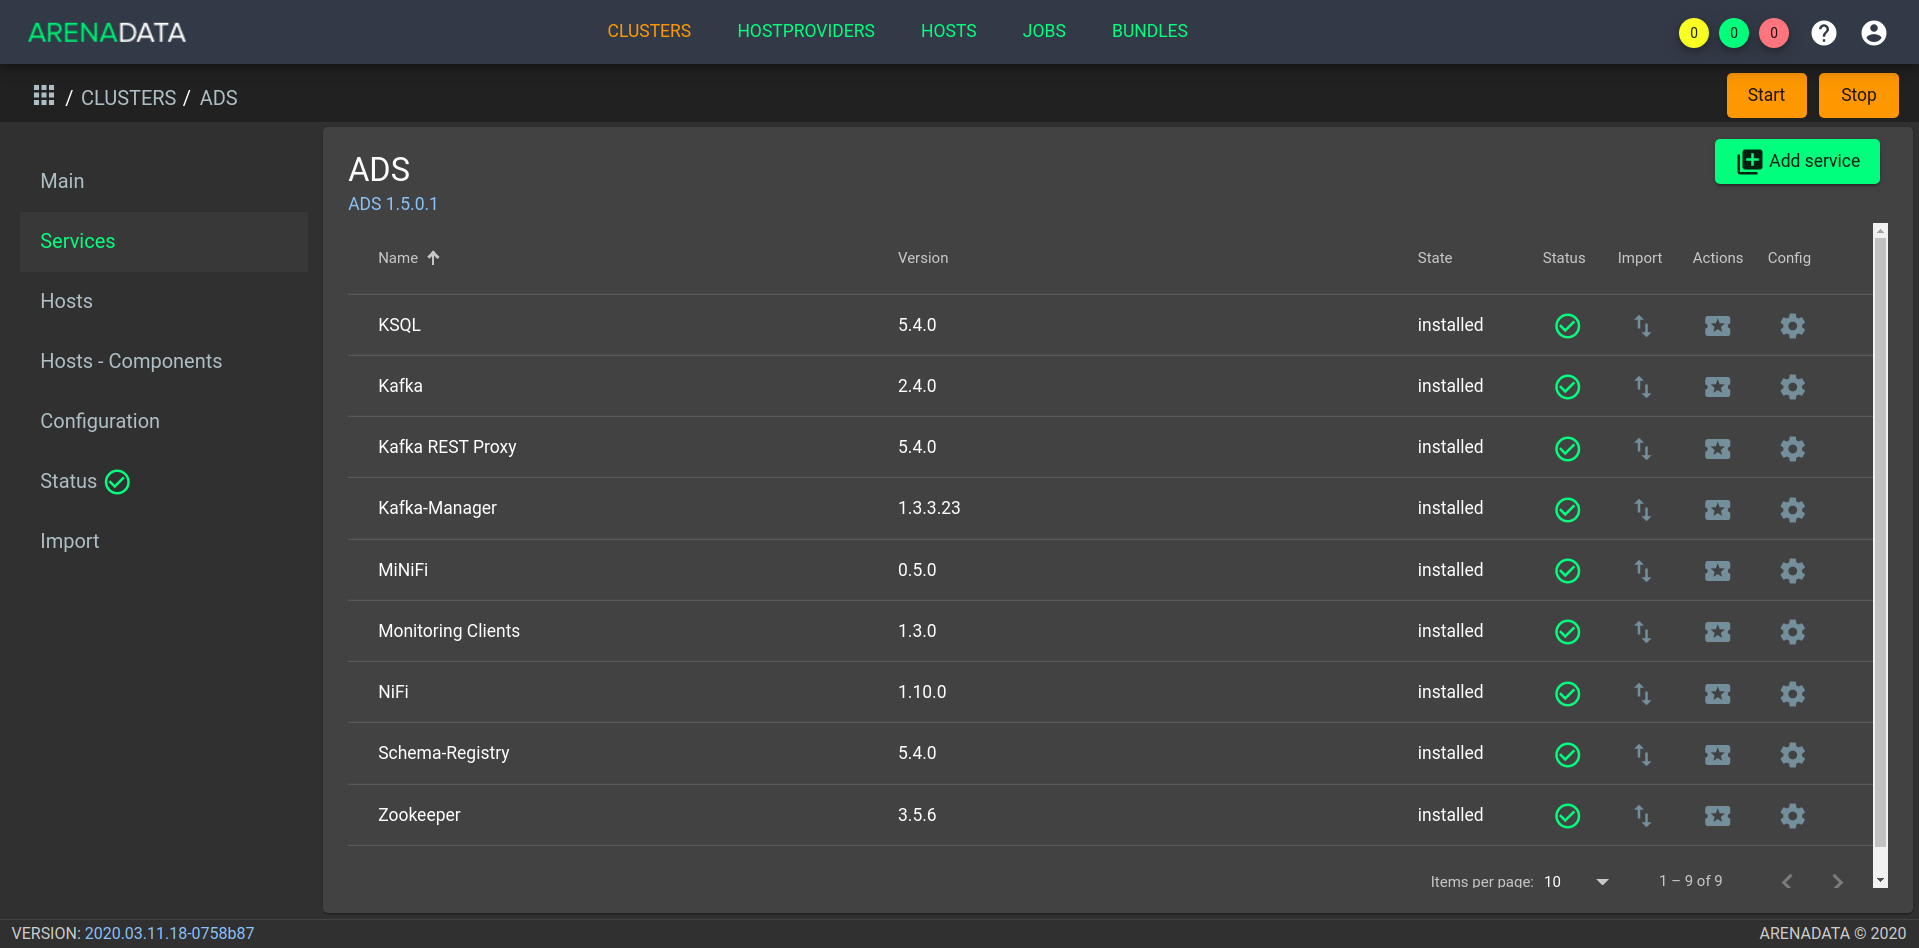 ARENADATA CLUSTERS HOSTPROVIDERS HOSTS JOBS BUNDLES 0 0 0 ?
/ CLUSTERS / ADS Start Stop
Main
Services
Hosts
Hosts - Components
Configuration
Status
Import
ADS
Add service
ADS 1.5.0.1
Name Version State Status Import Actions Config
KSQL 5.4.0 installed
Kafka 2.4.0 installed
Kafka REST Proxy 5.4.0 installed
Kafka-Manager 1.3.3.23 installed
MiNiFi 0.5.0 installed
Monitoring Clients 1.3.0 installed
NiFi 1.10.0 installed
Schema-Registry 5.4.0 installed
Zookeeper 3.5.6 installed
Items per page: 10 1 – 9 of 9
VERSION: 2020.03.11.18-0758b87 ARENADATA © 2020